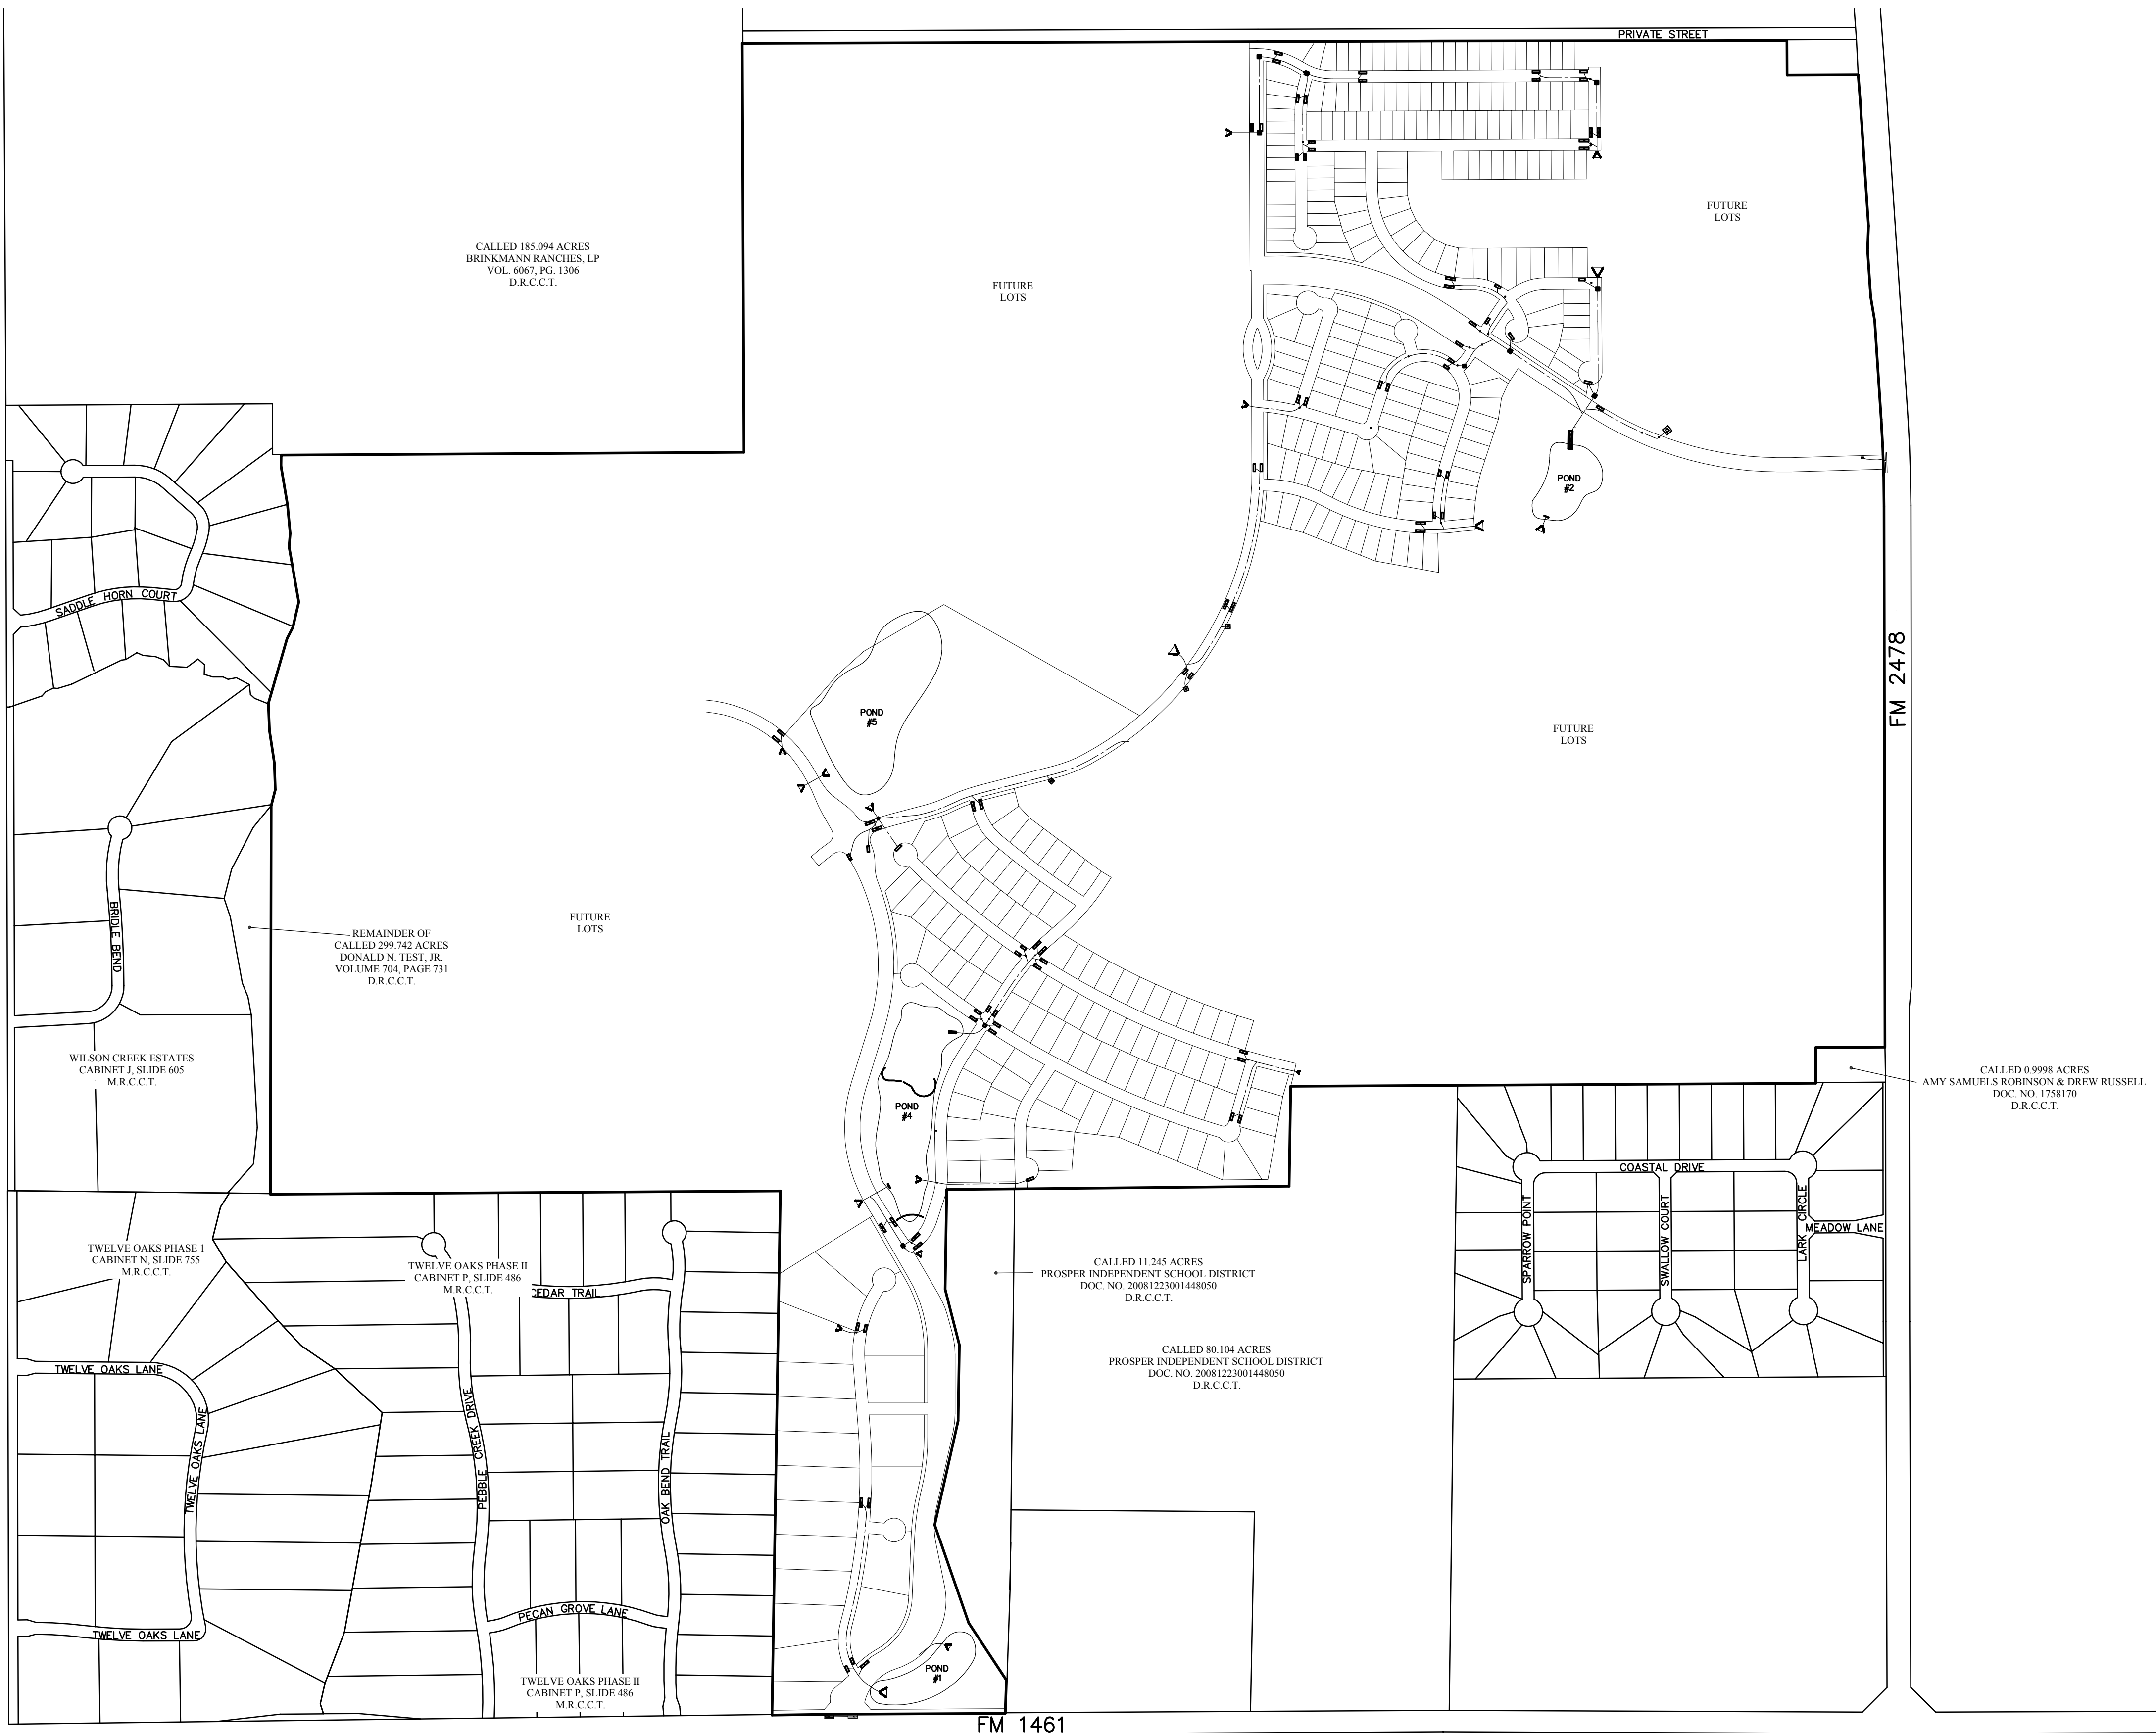 PRIVATE STREET
FUTURE
LOTS
CALLED 185.094 ACRES
BRINKMANN RANCHES, LP
VOL. 6067, PG. 1306
D.R.C.C.T.
FUTURE
LOTS
POND
#2
SADDLE HORN COURT
FM 2478
POND
#5
FUTURE
LOTS
BRIDLE BEND
FUTURE
LOTS
REMAINDER OF
CALLED 299.742 ACRES
DONALD N. TEST, JR.
VOLUME 704, PAGE 731
D.R.C.C.T.
WILSON CREEK ESTATES
CABINET J, SLIDE 605
M.R.C.C.T.
POND
#4
CALLED 0.9998 ACRES
AMY SAMUELS ROBINSON & DREW RUSSELL
DOC. NO. 1758170
D.R.C.C.T.
COASTAL DRIVE
SPARROW POINT
SWALLOW COURT
LARK CIRCLE
MEADOW LANE
TWELVE OAKS PHASE I
CABINET N, SLIDE 755
M.R.C.C.T.
TWELVE OAKS PHASE II
CABINET P, SLIDE 486
M.R.C.C.T.
CEDAR TRAIL
CALLED 11.245 ACRES
PROSPER INDEPENDENT SCHOOL DISTRICT
DOC. NO. 20081223001448050
D.R.C.C.T.
CALLED 80.104 ACRES
PROSPER INDEPENDENT SCHOOL DISTRICT
DOC. NO. 20081223001448050
D.R.C.C.T.
TWELVE OAKS LANE
TWELVE OAKS LANE
PEBBLE CREEK DRIVE
OAK BEND TRAIL
PECAN GROVE LANE
TWELVE OAKS LANE
TWELVE OAKS PHASE II
CABINET P, SLIDE 486
M.R.C.C.T.
POND
#1
FM 1461